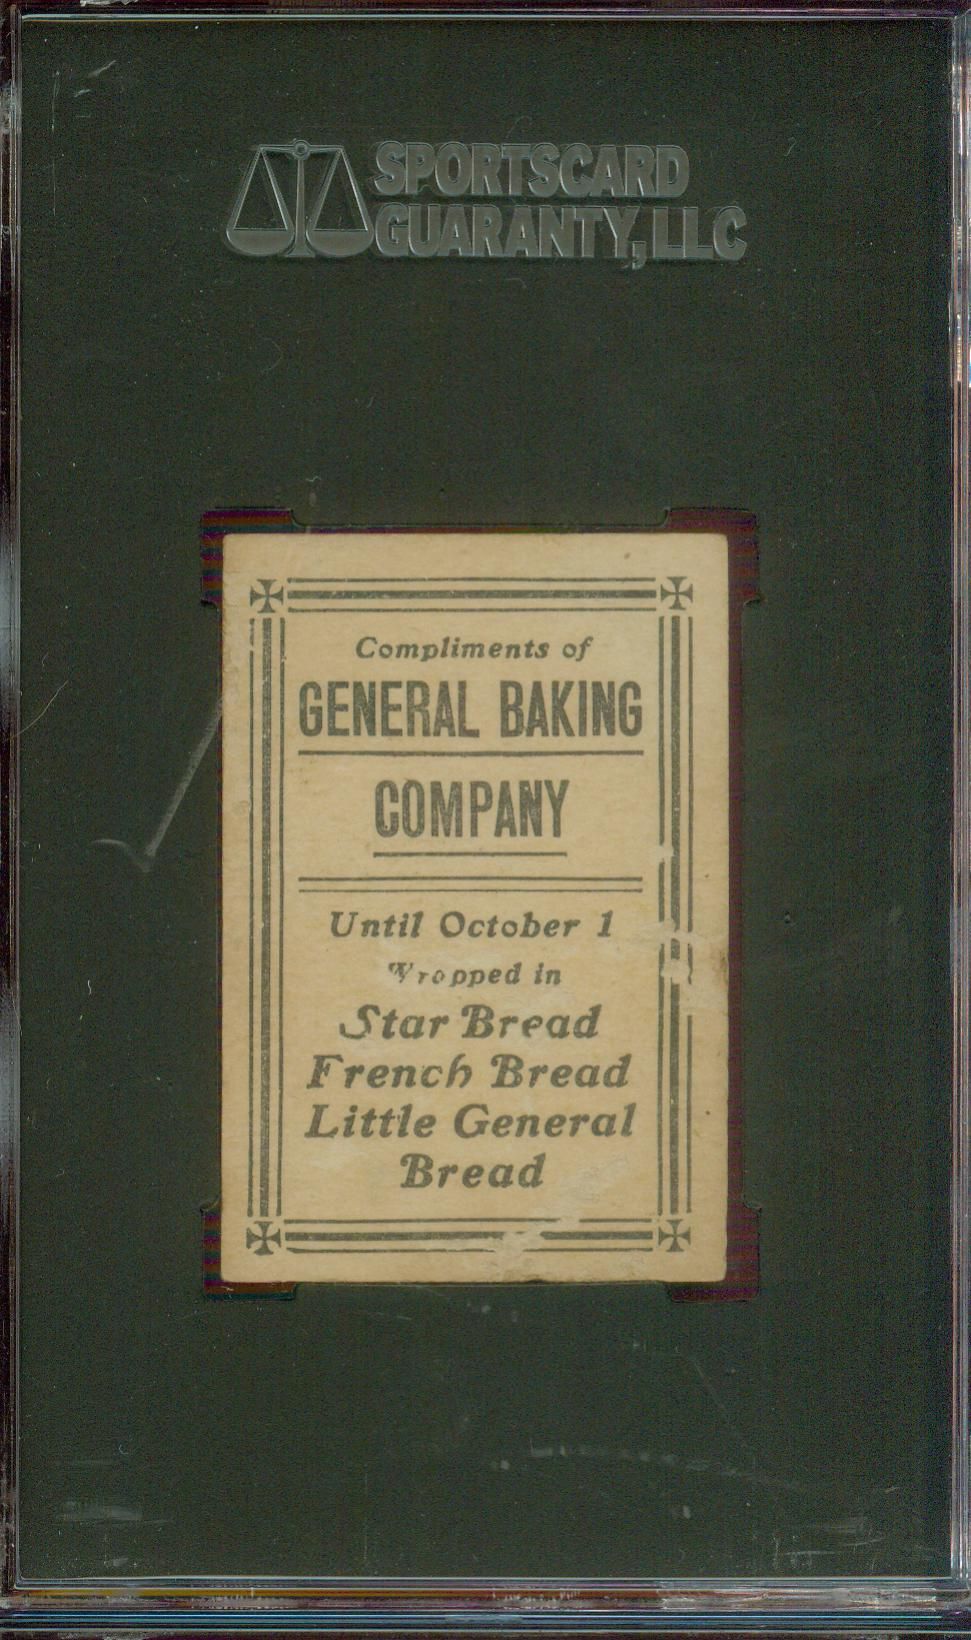 SPORTSCARD
GUARANTY, LLC
Compliments of
GENERAL BAKING
COMPANY
Until October 1
Wrapped in
Star Bread
French Bread
Little General
Bread